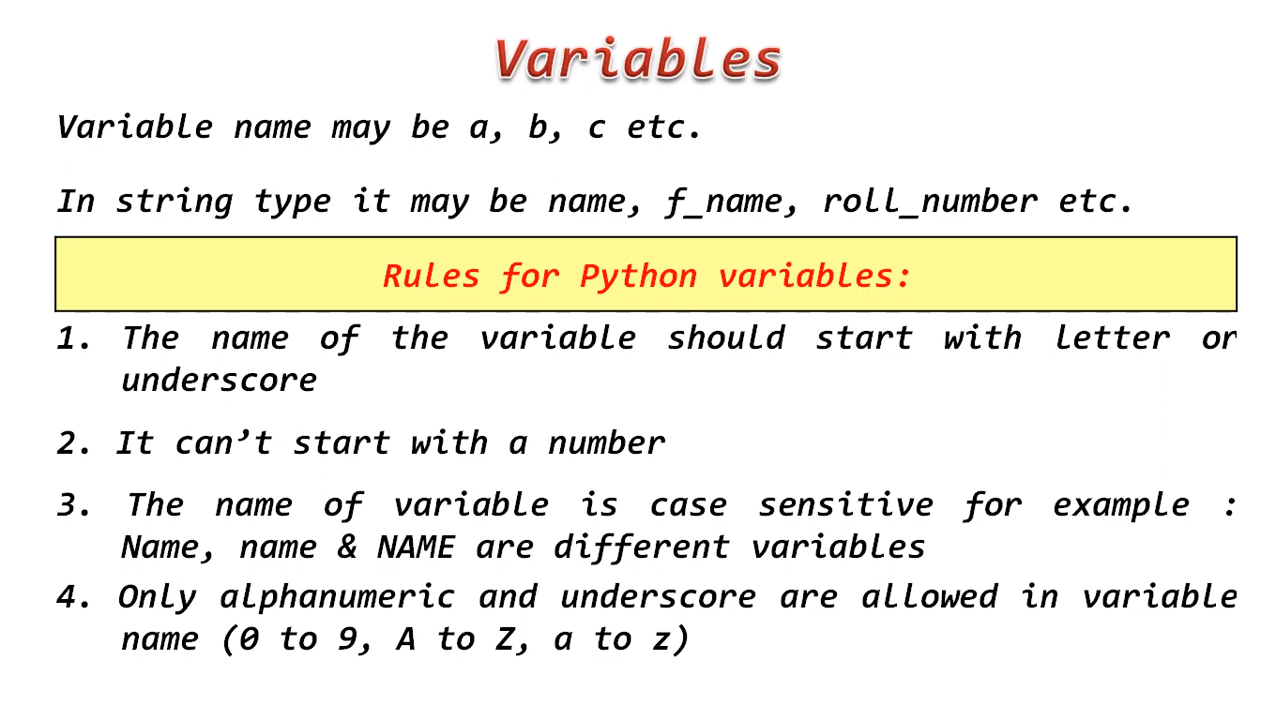 Variables
Variable name may be a, b, c etc.
In string type it may be name, f_name, roll_number etc.
Rules for Python variables:
1. The name of the variable should start with letter or
underscore
2. It can’t start with a number
3. The name of variable is case sensitive for example :
Name, name & NAME are different variables
4. Only alphanumeric and underscore are allowed in variable
name (0 to 9, A to Z, a to z)